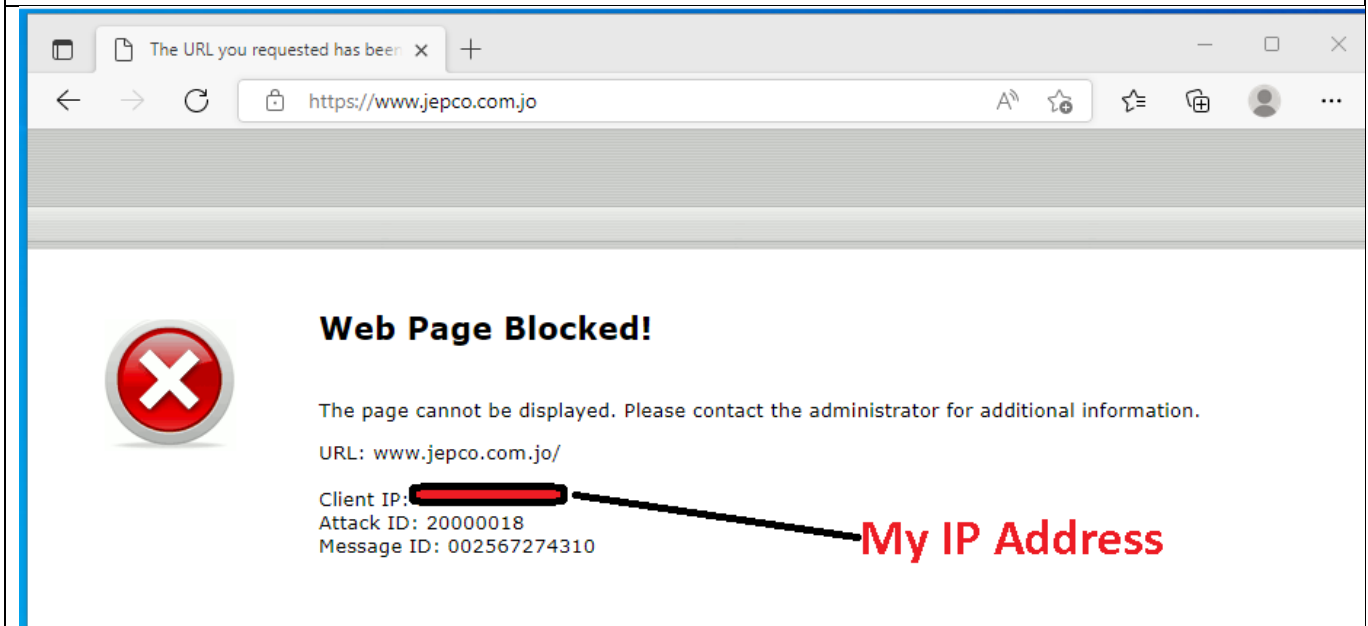 The URL you requested has been
https://www.jepco.com.jo
Web Page Blocked!
The page cannot be displayed. Please contact the administrator for additional information.
URL: www.jepco.com.jo/
Client IP:
Attack ID: 20000018
Message ID: 002567274310
My IP Address